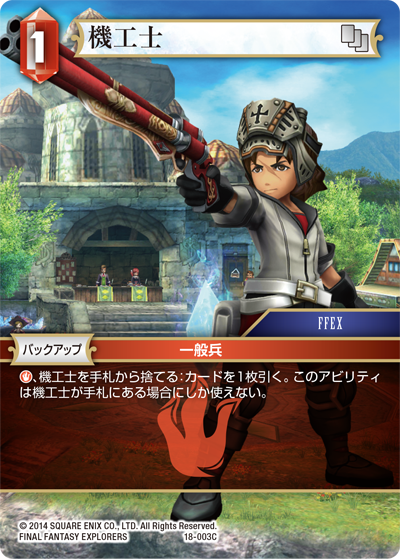 1
機工士
FFEX
バックアップ
一般兵
、機工士を手札から捨てる:カードを1枚引く。このアビリティ
は機工士が手札にある場合にしか使えない。
© 2014 SQUARE ENIX CO., LTD. All Rights Reserved.
FINAL FANTASY EXPLORERS
18-003C